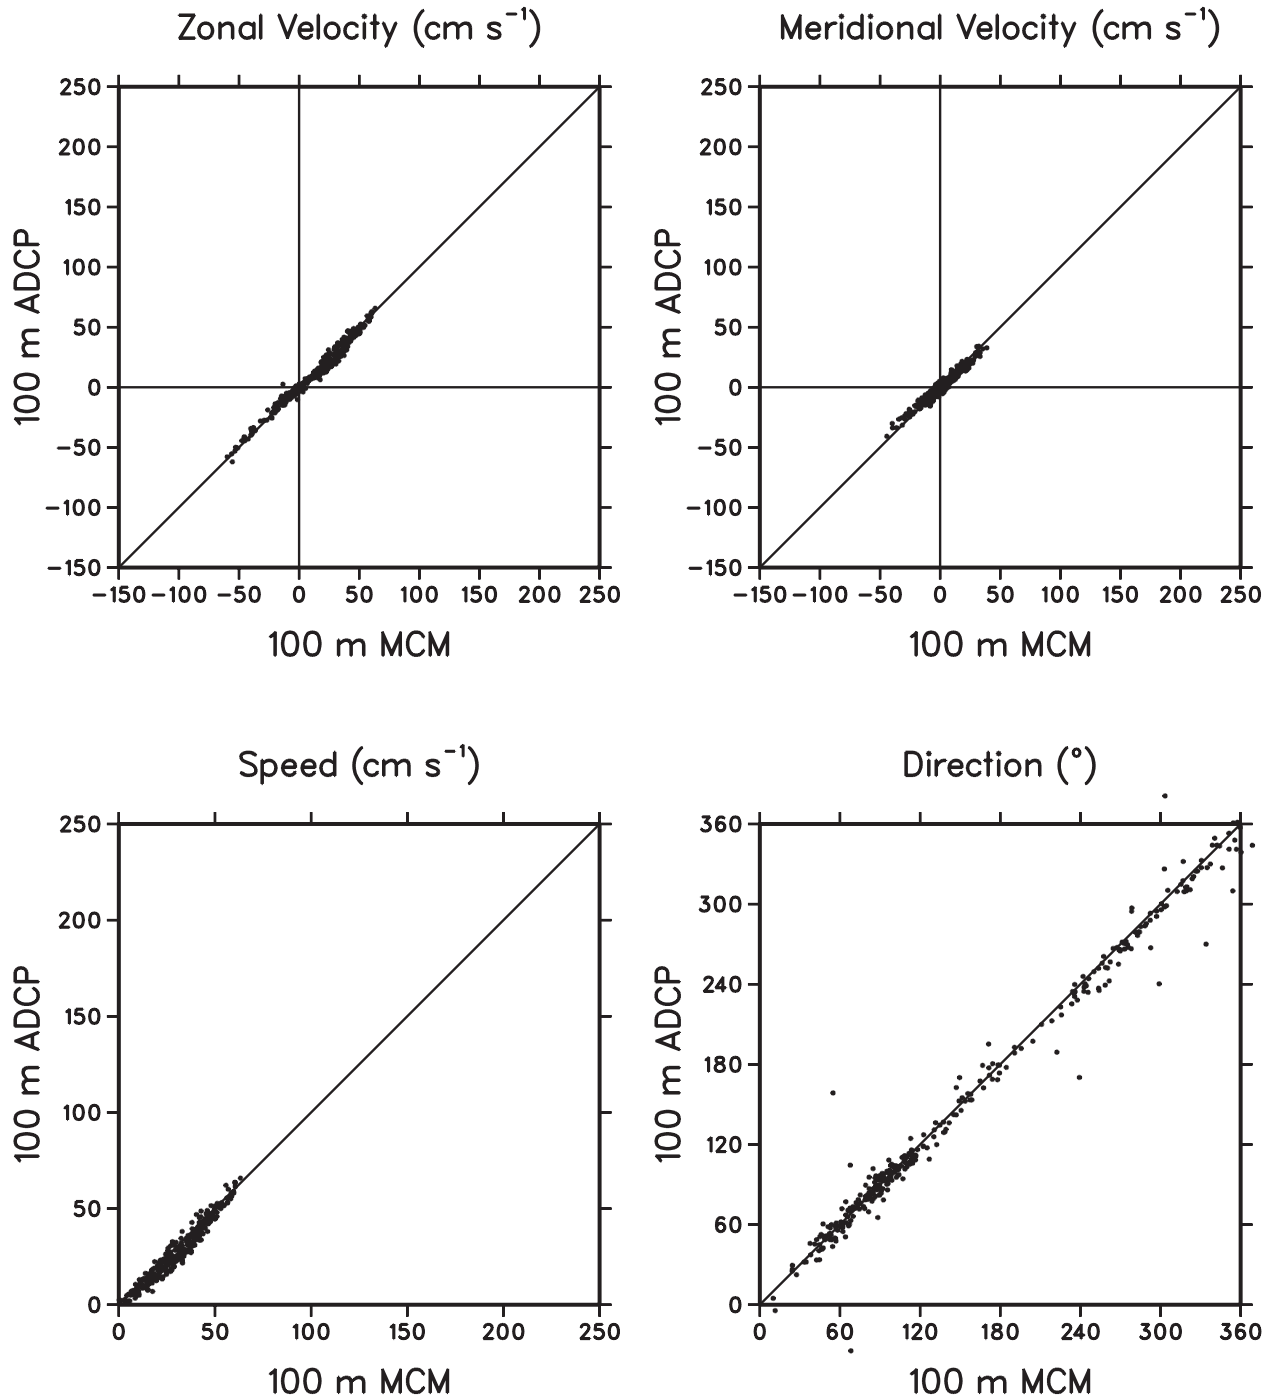 Zonal Velocity (cm s⁻¹)
250
200
150
100
50
0
−50
−100
−150
100 m ADCP
−150 −100 −50 0 50 100 150 200 250
100 m MCM
Meridional Velocity (cm s⁻¹)
250
200
150
100
50
0
−50
−100
−150
100 m ADCP
−150 −100 −50 0 50 100 150 200 250
100 m MCM
Speed (cm s⁻¹)
250
200
150
100
50
0
100 m ADCP
0 50 100 150 200 250
100 m MCM
Direction (°)
360
300
240
180
120
60
0
100 m ADCP
0 60 120 180 240 300 360
100 m MCM